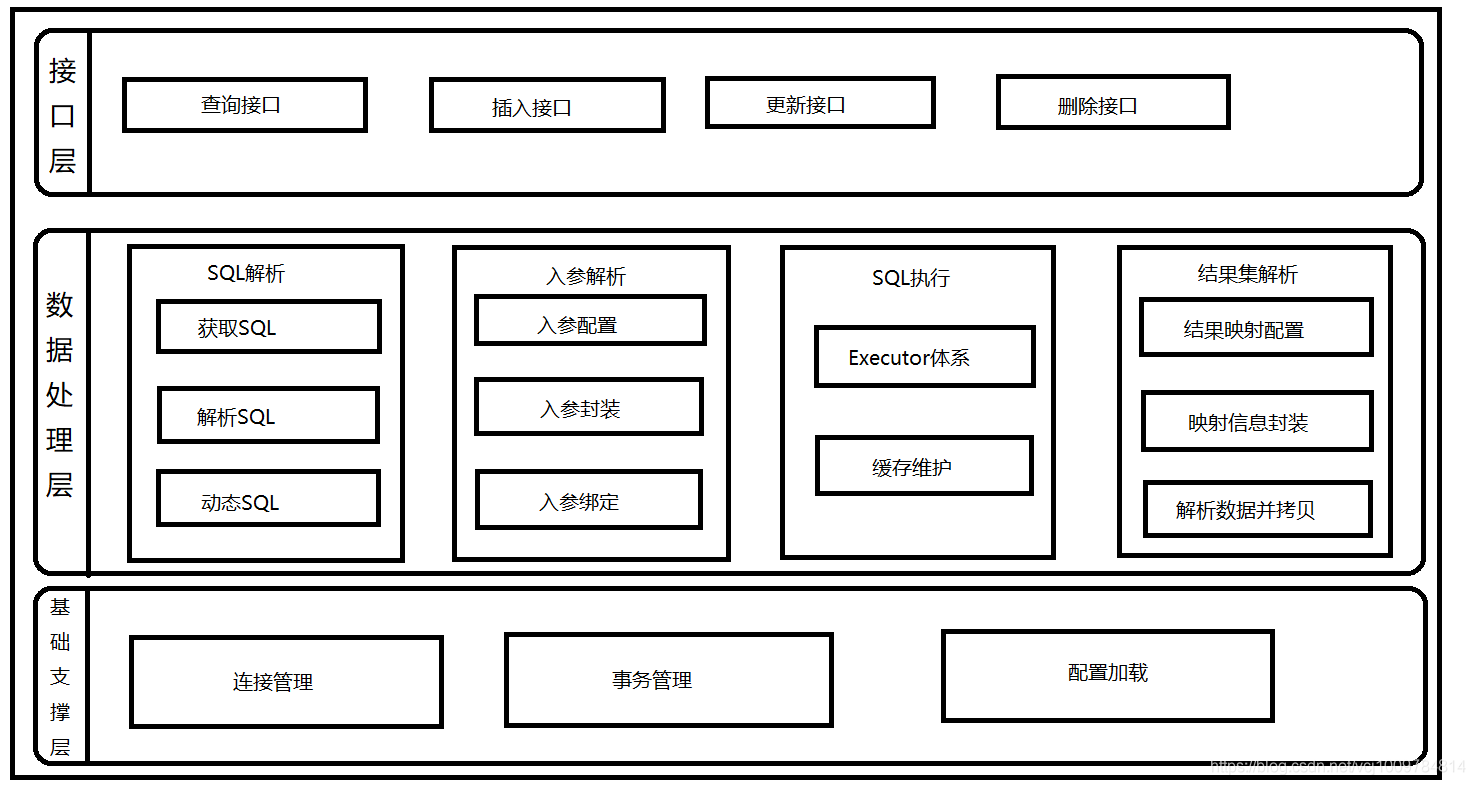 接口层
查询接口
插入接口
更新接口
删除接口
数据处理层
SQL解析
获取SQL
解析SQL
动态SQL
入参解析
入参配置
入参封装
入参绑定
SQL执行
Executor体系
缓存维护
结果集解析
结果映射配置
映射信息封装
解析数据并拷贝
基础支撑层
连接管理
事务管理
配置加载